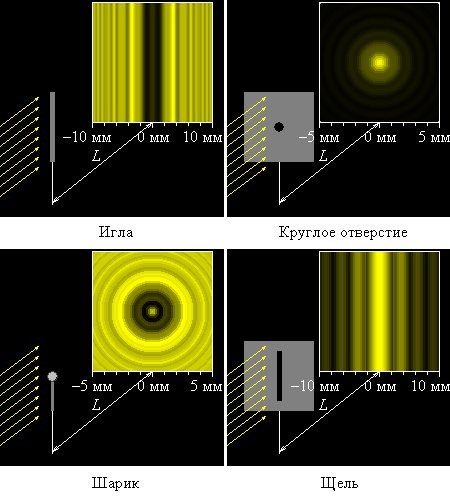 −10 мм 0 мм 10 мм
L
Игла
−5 мм 0 мм 5 мм
L
Круглое отверстие
−5 мм 0 мм 5 мм
L
Шарик
−10 мм 0 мм 10 мм
L
Щель